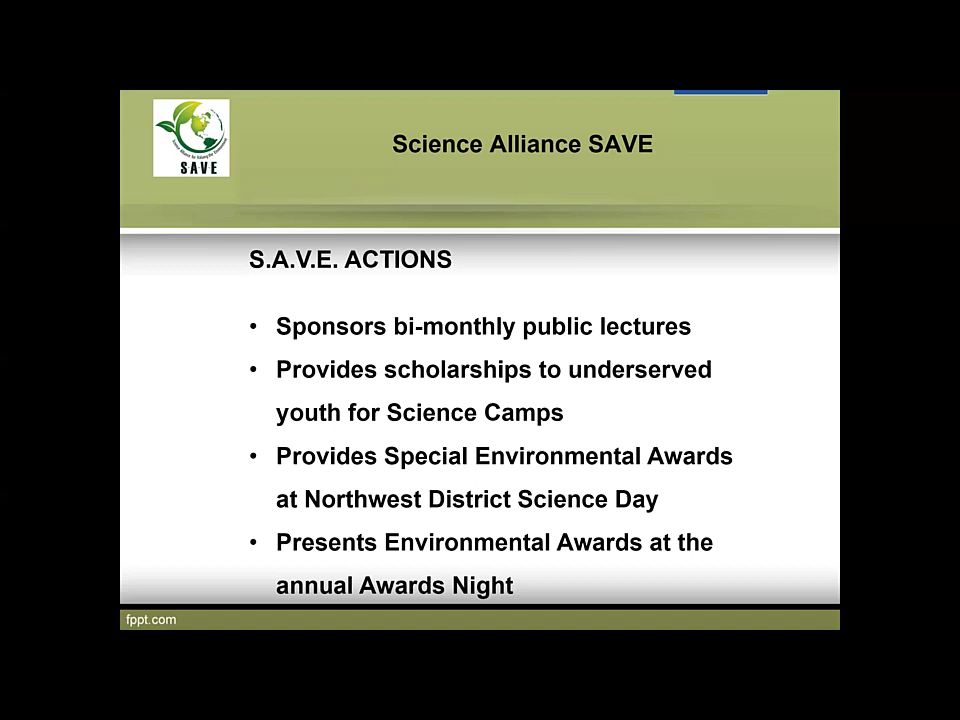 Science Alliance SAVE
SAVE
S.A.V.E. ACTIONS
• Sponsors bi-monthly public lectures
• Provides scholarships to underserved
youth for Science Camps
• Provides Special Environmental Awards
at Northwest District Science Day
• Presents Environmental Awards at the
annual Awards Night
fppt.com